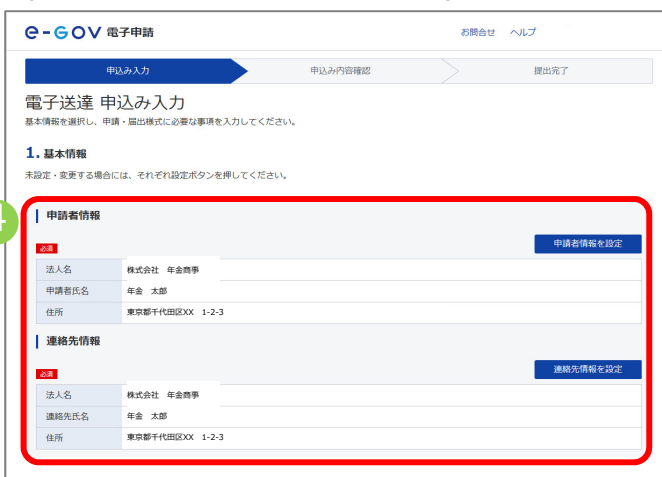 e-GOV 電子申請
お問合せ ヘルプ
申込み入力 申込み内容確認 提出完了
電子送達 申込み入力
基本情報を選択し、申請・届出様式に必要な事項を入力してください。
1. 基本情報
未設定・変更する場合には、それぞれ設定ボタンを押してください。
申請者情報
必須
申請者情報を設定
法人名 株式会社 年金商事
申請者氏名 年金 太郎
住所 東京都千代田区XX 1-2-3
連絡先情報
必須
連絡先情報を設定
法人名 株式会社 年金商事
連絡先氏名 年金 太郎
住所 東京都千代田区XX 1-2-3